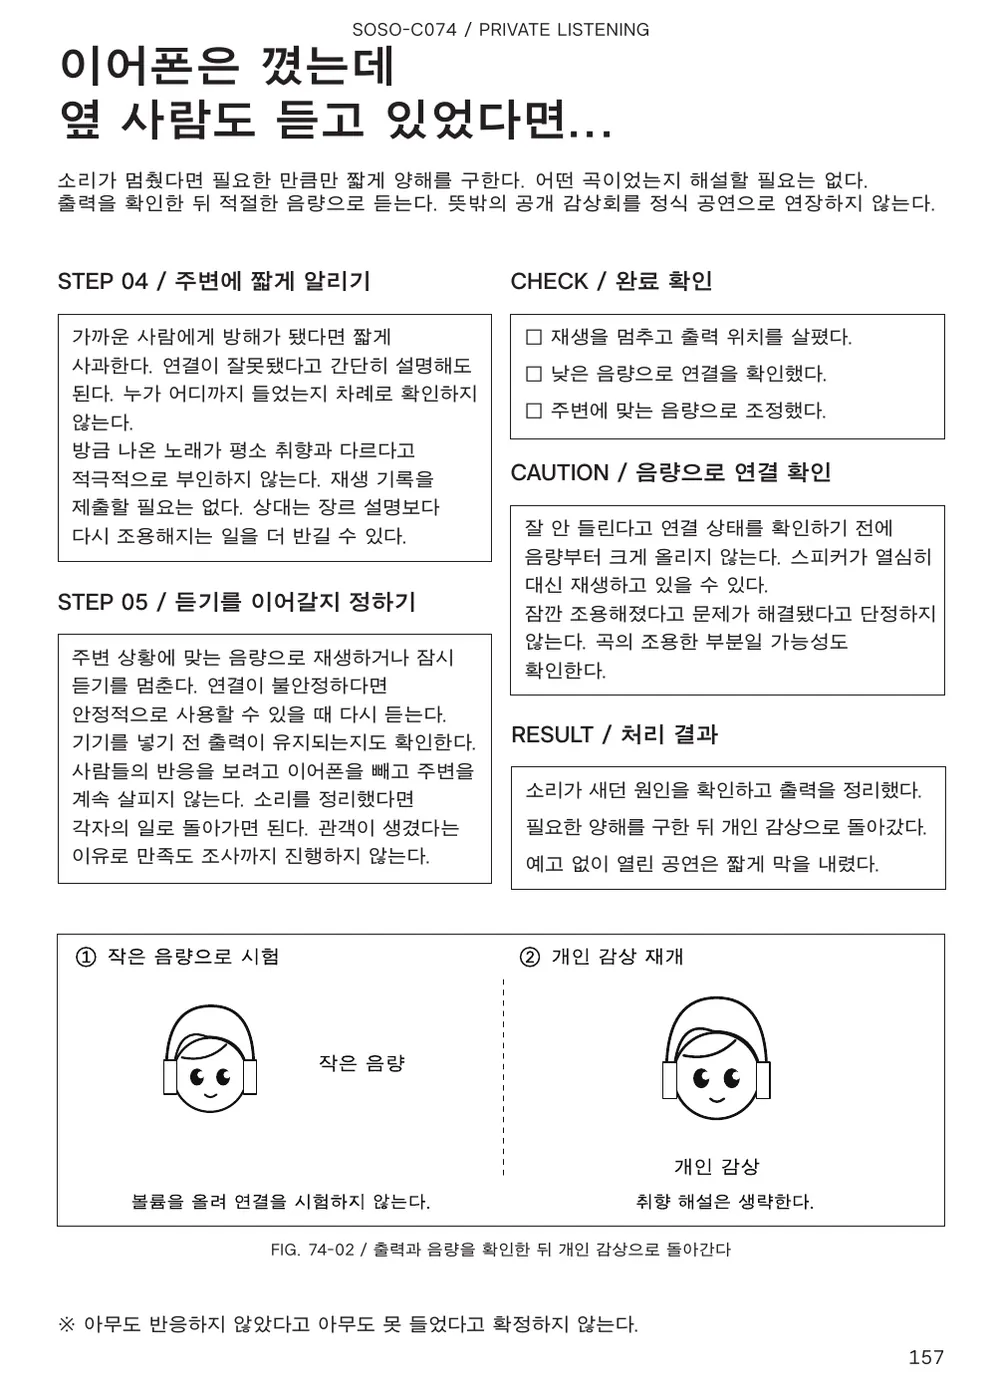 SOSO-C074 / PRIVATE LISTENING
이어폰은 꼈는데
옆 사람도 듣고 있었다면...
소리가 멈췄다면 필요한 만큼만 짧게 양해를 구한다. 어떤 곡이었는지 해설할 필요는 없다.
출력을 확인한 뒤 적절한 음량으로 듣는다. 뜻밖의 공개 감상회를 정식 공연으로 연장하지 않는다.
STEP 04 / 주변에 짧게 알리기
가까운 사람에게 방해가 됐다면 짧게
사과한다. 연결이 잘못됐다고 간단히 설명해도
된다. 누가 어디까지 들었는지 차례로 확인하지
않는다.
방금 나온 노래가 평소 취향과 다르다고
적극적으로 부인하지 않는다. 재생 기록을
제출할 필요는 없다. 상대는 장르 설명보다
다시 조용해지는 일을 더 반길 수 있다.
STEP 05 / 듣기를 이어갈지 정하기
주변 상황에 맞는 음량으로 재생하거나 잠시
듣기를 멈춘다. 연결이 불안정하다면
안정적으로 사용할 수 있을 때 다시 듣는다.
기기를 넣기 전 출력이 유지되는지도 확인한다.
사람들의 반응을 보려고 이어폰을 빼고 주변을
계속 살피지 않는다. 소리를 정리했다면
각자의 일로 돌아가면 된다. 관객이 생겼다는
이유로 만족도 조사까지 진행하지 않는다.
CHECK / 완료 확인
□ 재생을 멈추고 출력 위치를 살폈다.
□ 낮은 음량으로 연결을 확인했다.
□ 주변에 맞는 음량으로 조정했다.
CAUTION / 음량으로 연결 확인
잘 안 들린다고 연결 상태를 확인하기 전에
음량부터 크게 올리지 않는다. 스피커가 열심히
대신 재생하고 있을 수 있다.
잠깐 조용해졌다고 문제가 해결됐다고 단정하지
않는다. 곡의 조용한 부분일 가능성도
확인한다.
RESULT / 처리 결과
소리가 새던 원인을 확인하고 출력을 정리했다.
필요한 양해를 구한 뒤 개인 감상으로 돌아갔다.
예고 없이 열린 공연은 짧게 막을 내렸다.
① 작은 음량으로 시험
작은 음량
볼륨을 올려 연결을 시험하지 않는다.
② 개인 감상 재개
개인 감상
취향 해설은 생략한다.
FIG. 74-02 / 출력과 음량을 확인한 뒤 개인 감상으로 돌아간다
※ 아무도 반응하지 않았다고 아무도 못 들었다고 확정하지 않는다.
157